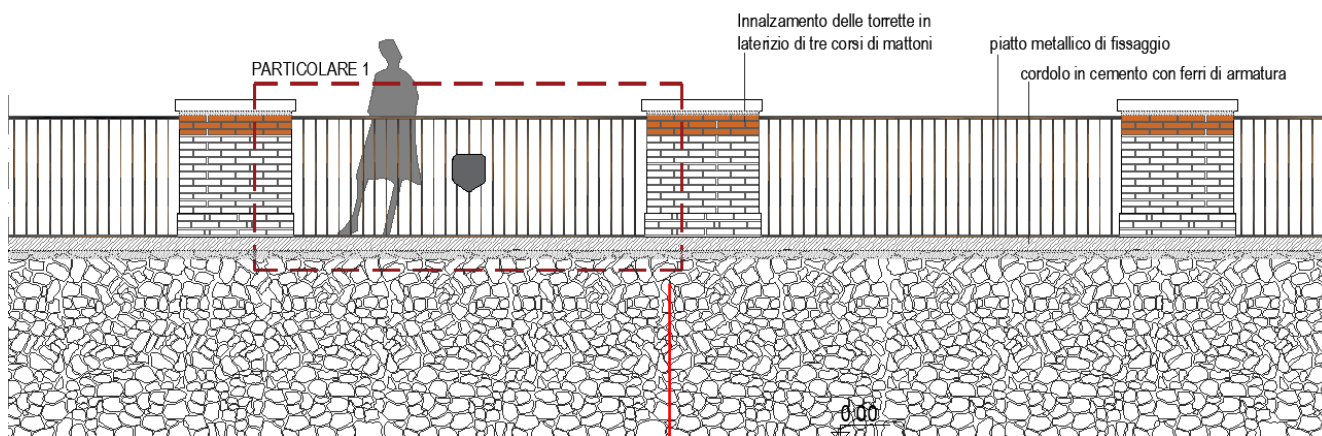 Innalzamento delle torrette in
laterizio di tre corsi di mattoni
piatto metallico di fissaggio
cordolo in cemento con ferri di armatura
PARTICOLARE 1
0.00